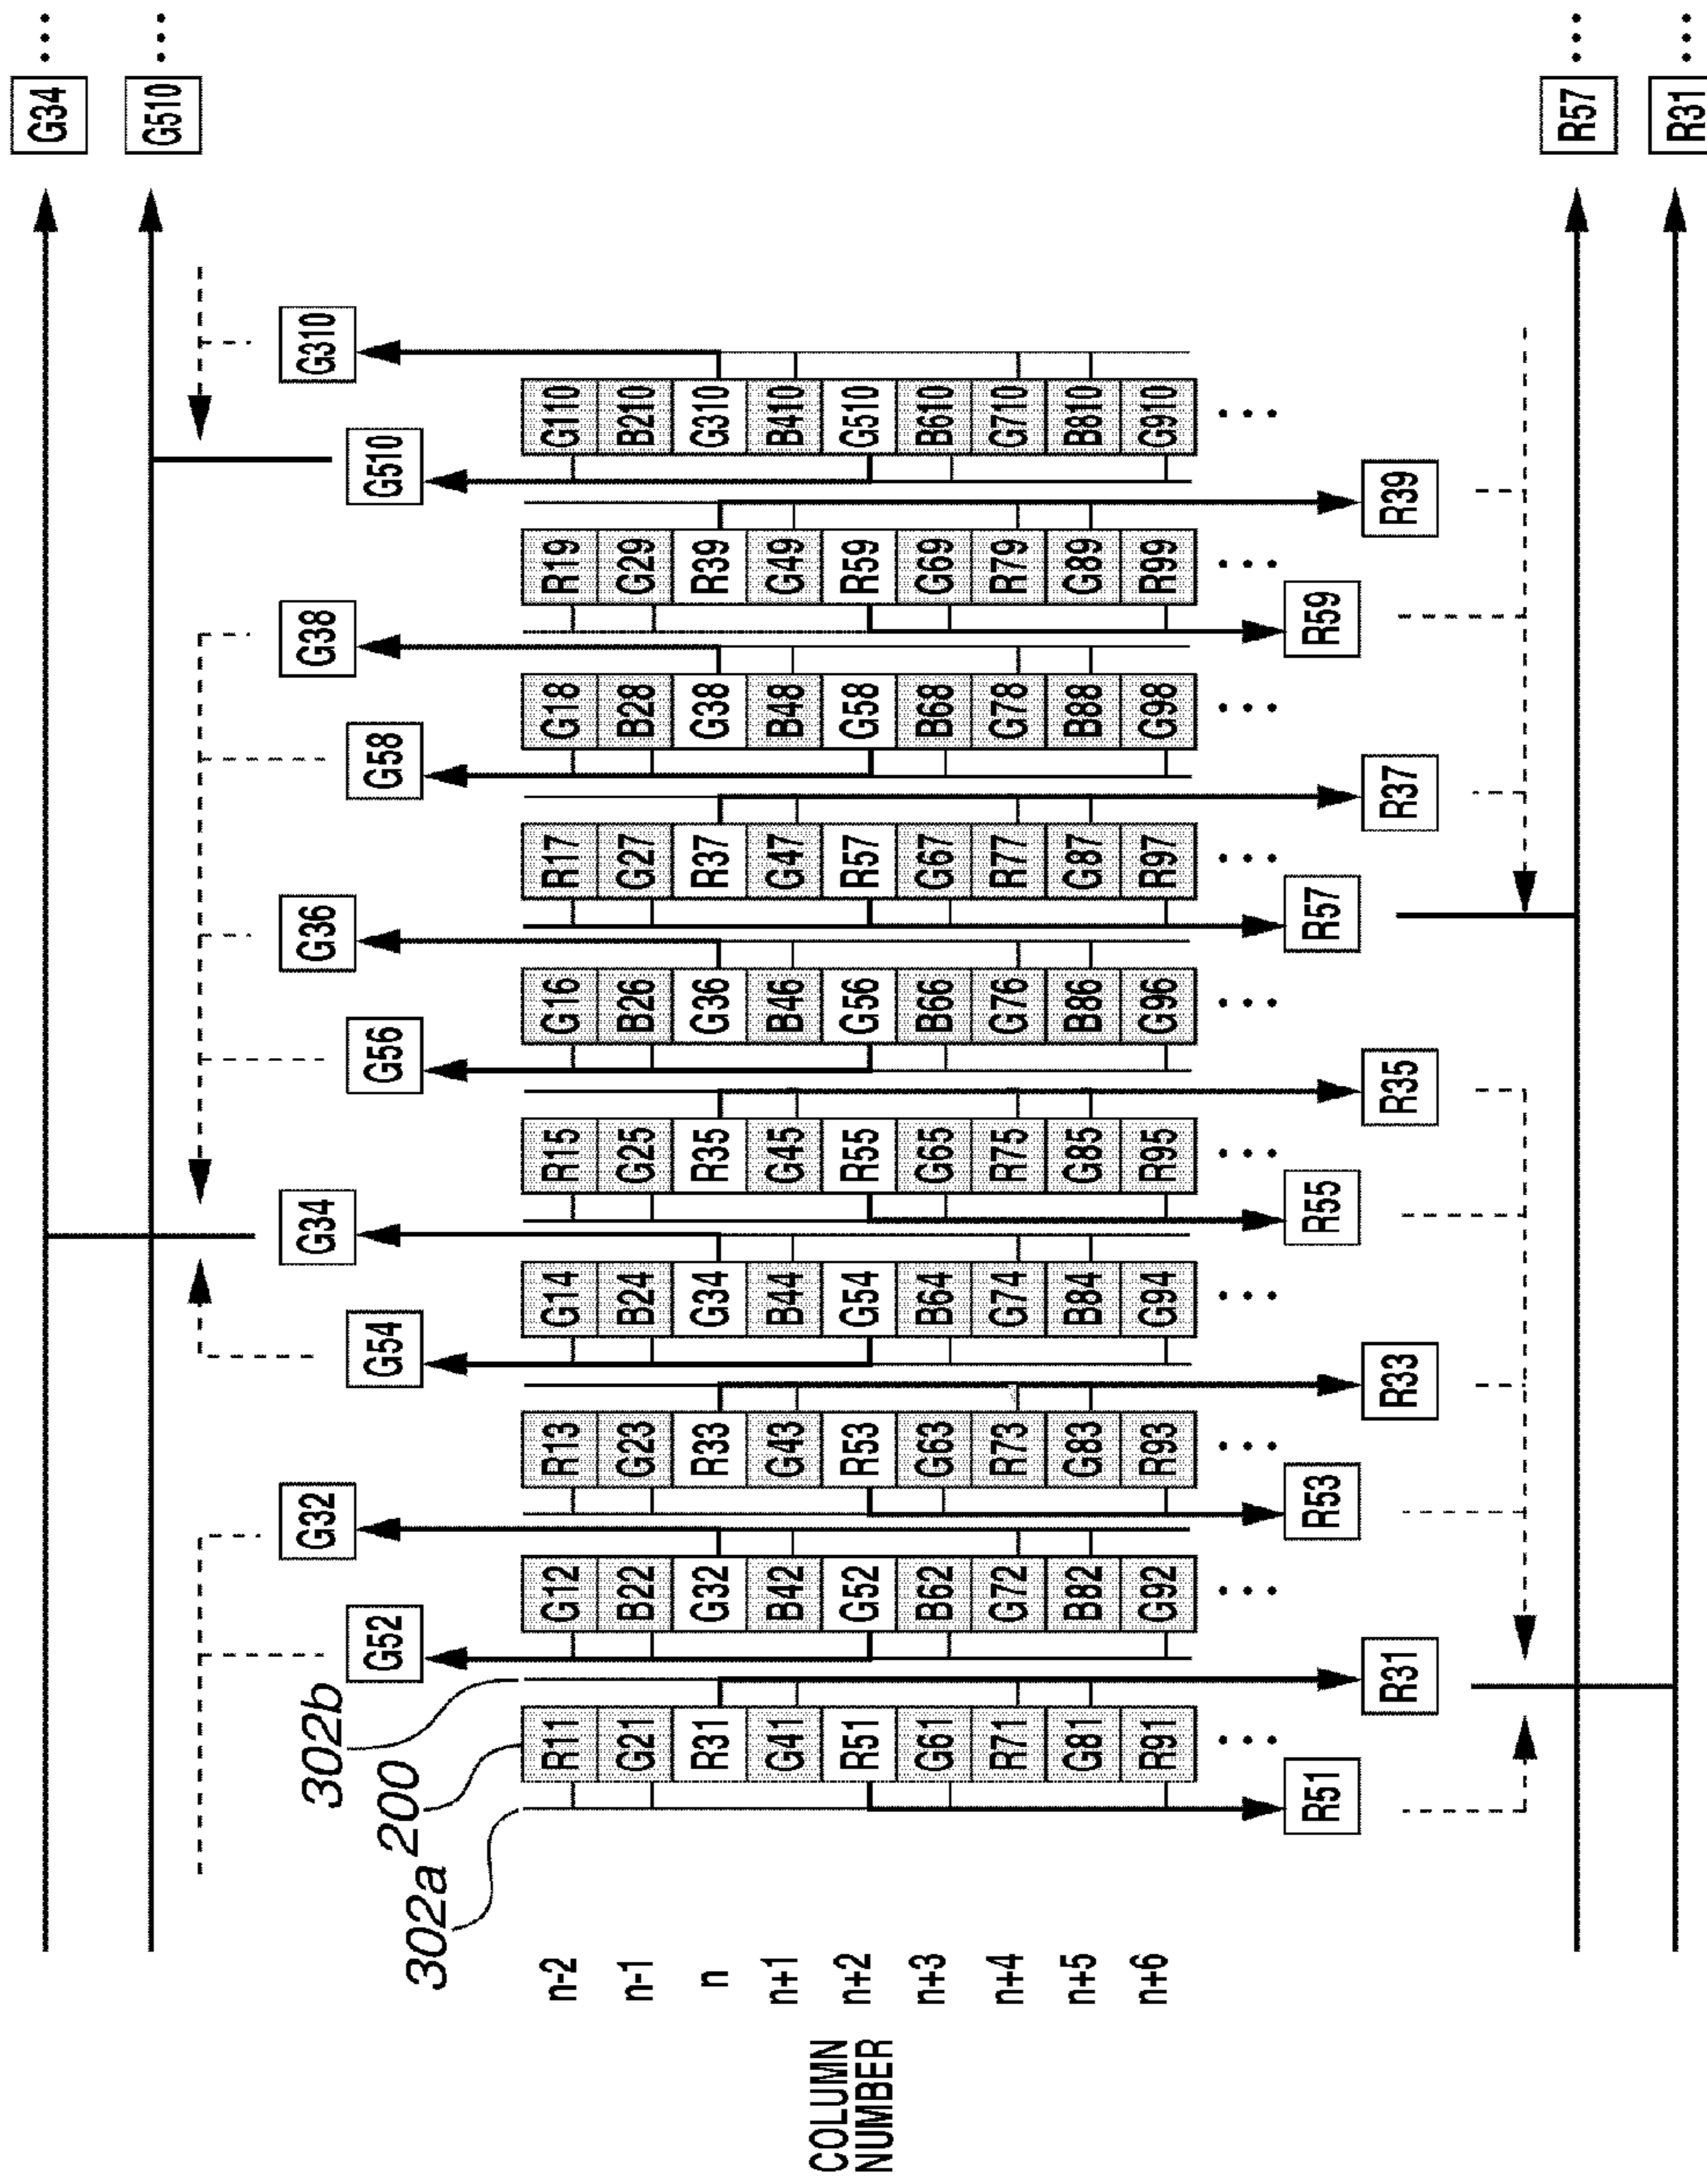 G34 ...
G510 ...
G32 G34 G36 G38 G310
G52 G54 G56 G58 G510
302b
200
302a
COLUMN
NUMBER
n-2 R11 G12 R13 G14 R15 G16 R17 G18 R19 G110
n-1 G21 B22 G23 B24 G25 B26 G27 B28 G29 B210
n R31 G32 R33 G34 R35 G36 R37 G38 R39 G310
n+1 G41 B42 G43 B44 G45 B46 G47 B48 G49 B410
n+2 R51 G52 R53 G54 R55 G56 R57 G58 R59 G510
n+3 G61 B62 G63 B64 G65 B66 G67 B68 G69 B610
n+4 R71 G72 R73 G74 R75 G76 R77 G78 R79 G710
n+5 G81 B82 G83 B84 G85 B86 G87 B88 G89 B810
n+6 R91 G92 R93 G94 R95 G96 R97 G98 R99 G910
... ... ... ... ... ... ... ... ... ...
R51 R53 R55 R57 R59
R31 R33 R35 R37 R39
R57 ...
R31 ...